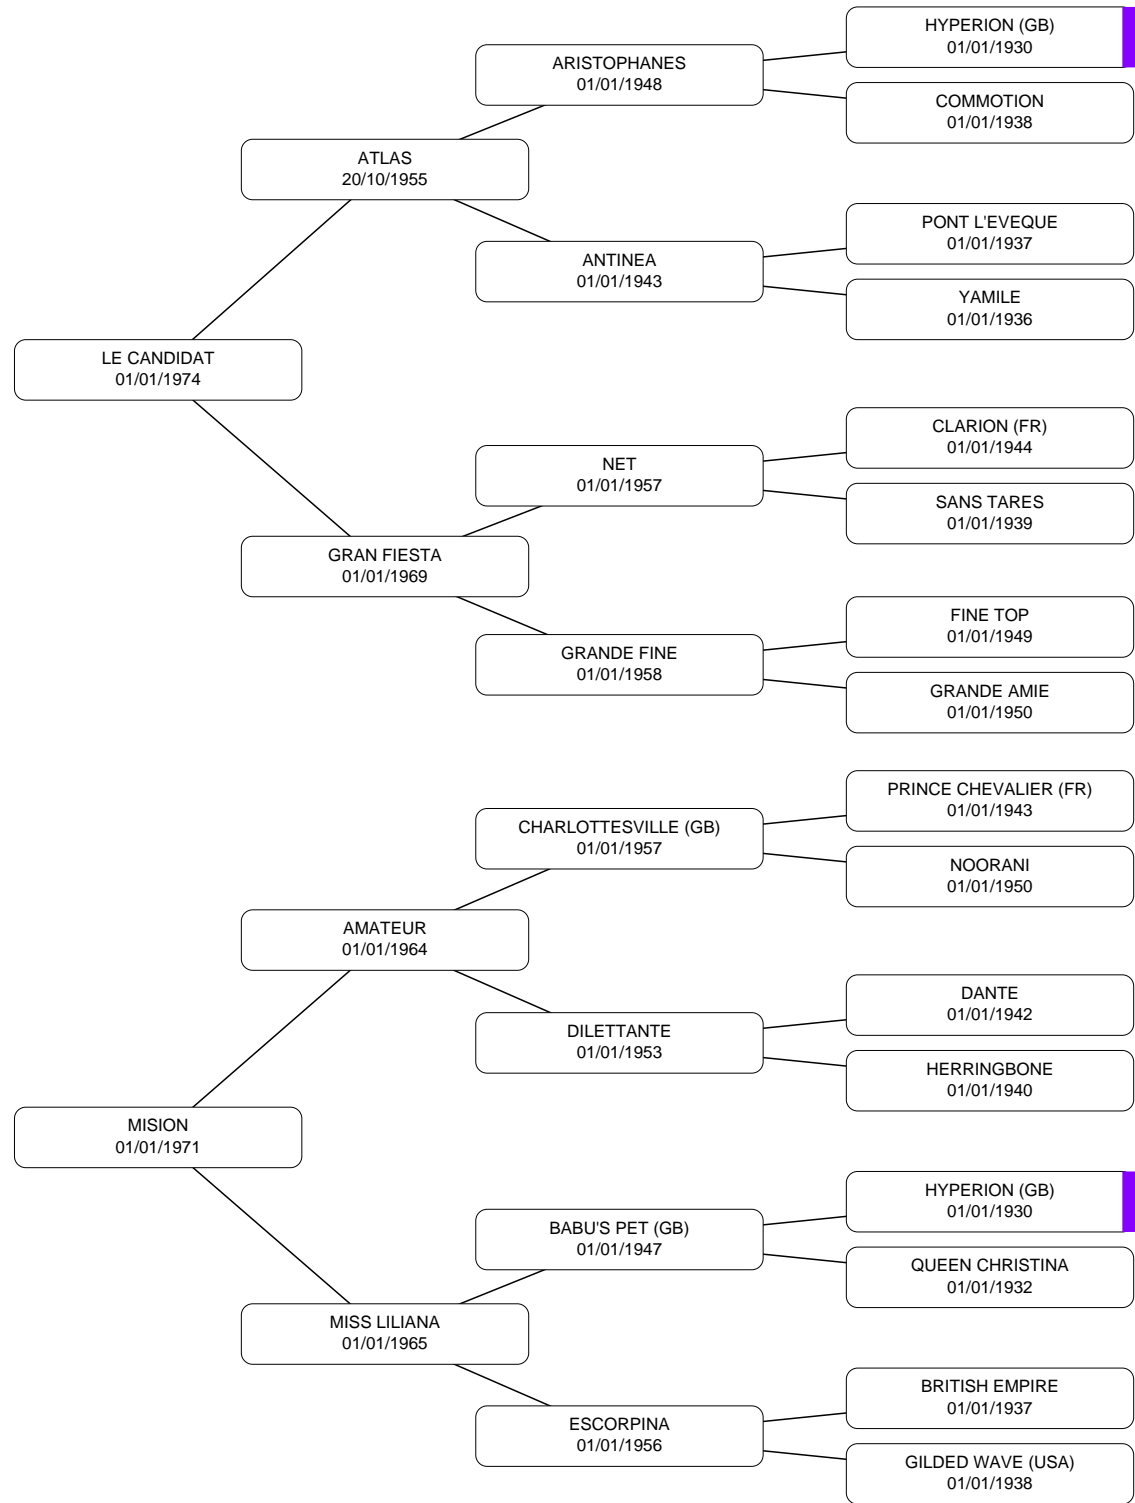 HYPERION (GB)
01/01/1930
ARISTOPHANES
01/01/1948
COMMOTION
01/01/1938
ATLAS
20/10/1955
PONT L'EVEQUE
01/01/1937
ANTINEA
01/01/1943
YAMILE
01/01/1936
LE CANDIDAT
01/01/1974
CLARION (FR)
01/01/1944
NET
01/01/1957
SANS TARES
01/01/1939
GRAN FIESTA
01/01/1969
FINE TOP
01/01/1949
GRANDE FINE
01/01/1958
GRANDE AMIE
01/01/1950
PRINCE CHEVALIER (FR)
01/01/1943
CHARLOTTESVILLE (GB)
01/01/1957
NOORANI
01/01/1950
AMATEUR
01/01/1964
DANTE
01/01/1942
DILETTANTE
01/01/1953
HERRINGBONE
01/01/1940
MISION
01/01/1971
HYPERION (GB)
01/01/1930
BABU'S PET (GB)
01/01/1947
QUEEN CHRISTINA
01/01/1932
MISS LILIANA
01/01/1965
BRITISH EMPIRE
01/01/1937
ESCORPINA
01/01/1956
GILDED WAVE (USA)
01/01/1938